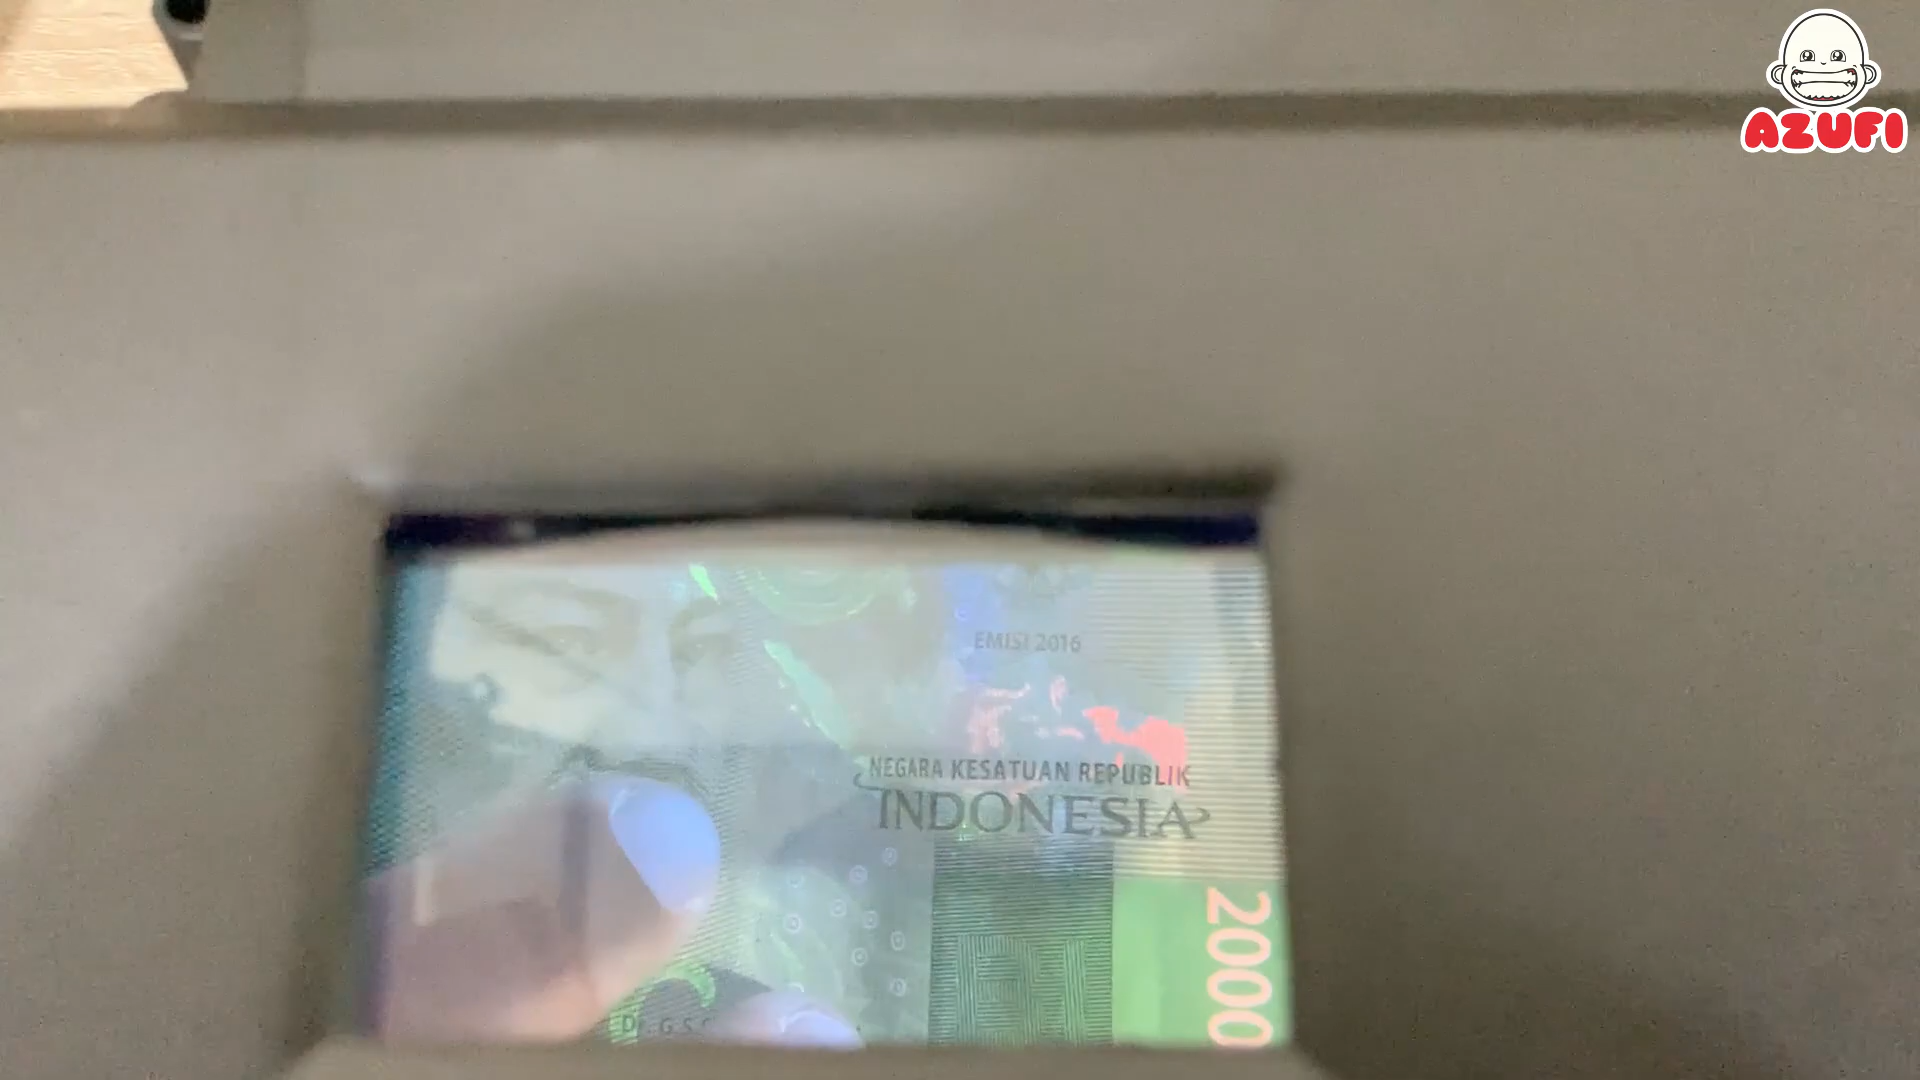 AZUFI
EMISI 2016
NEGARA KESATUAN REPUBLIK
INDONESIA
2000